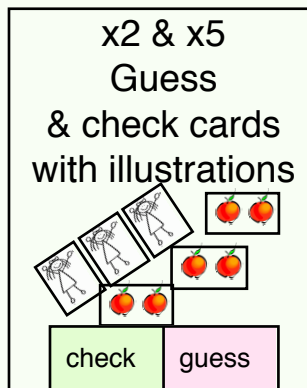 x2 & x5
Guess
& check cards
with illustrations
check guess